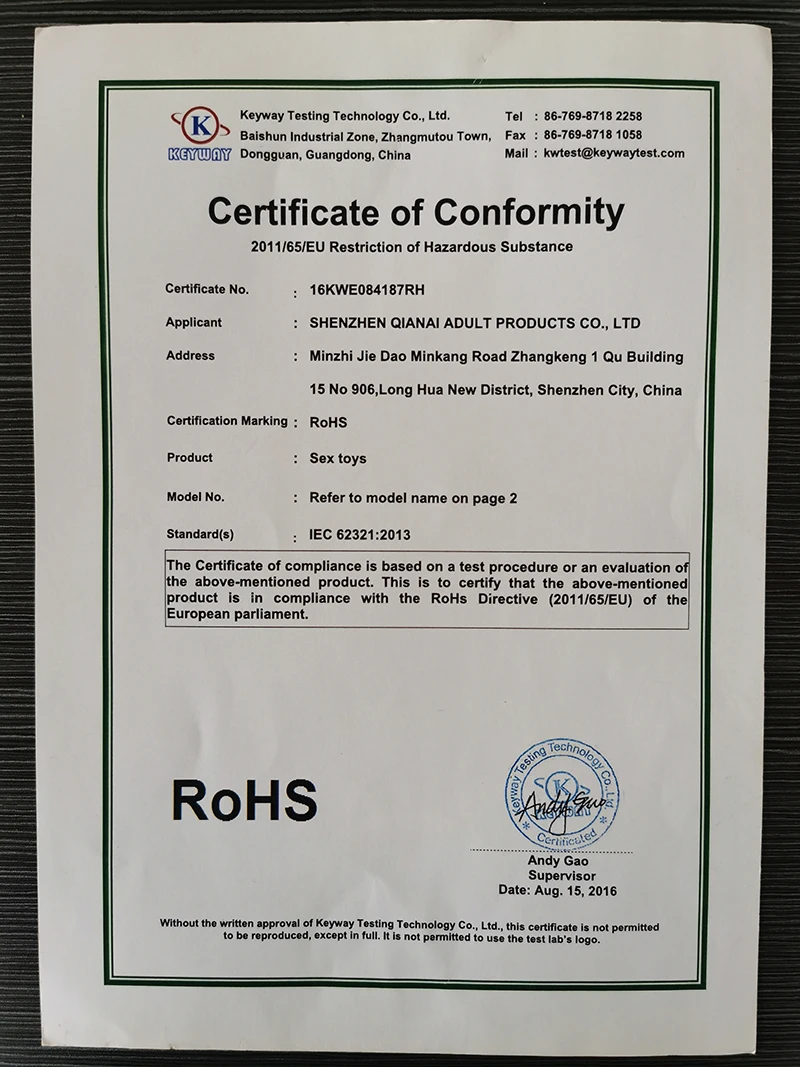 K
KEYWAY
Keyway Testing Technology Co., Ltd.
Baishun Industrial Zone, Zhangmutou Town,
Dongguan, Guangdong, China
Tel : 86-769-8718 2258
Fax : 86-769-8718 1058
Mail : kwtest@keywaytest.com
Certificate of Conformity
2011/65/EU Restriction of Hazardous Substance
Certificate No. : 16KWE084187RH
Applicant : SHENZHEN QIANAI ADULT PRODUCTS CO., LTD
Address : Minzhi Jie Dao Minkang Road Zhangkeng 1 Qu Building
15 No 906,Long Hua New District, Shenzhen City, China
Certification Marking : RoHS
Product : Sex toys
Model No. : Refer to model name on page 2
Standard(s) : IEC 62321:2013
The Certificate of compliance is based on a test procedure or an evaluation of
the above-mentioned product. This is to certify that the above-mentioned
product is in compliance with the RoHs Directive (2011/65/EU) of the
European parliament.
RoHS
Keyway Testing Technology Co., Ltd.
K
KEYWAY
Andy Gao
* Certificated *
Andy Gao
Supervisor
Date: Aug. 15, 2016
Without the written approval of Keyway Testing Technology Co., Ltd., this certificate is not permitted
to be reproduced, except in full. It is not permitted to use the test lab's logo.